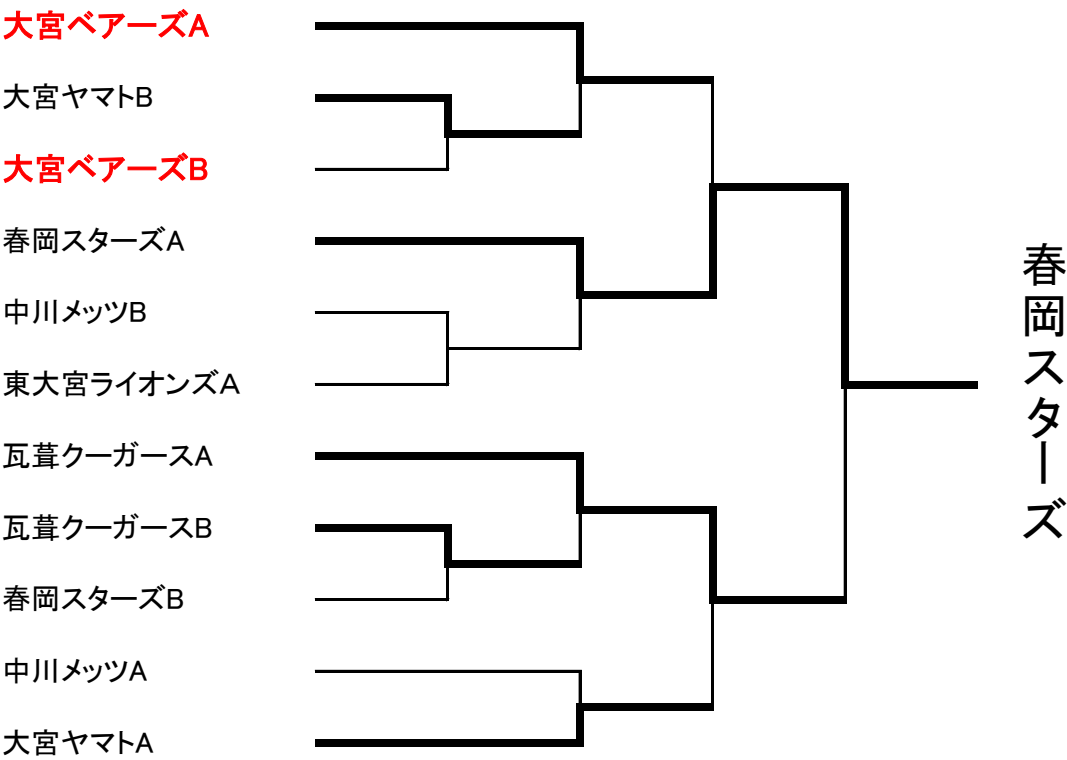 大宮ベアーズA
大宮ヤマトB
大宮ベアーズB
春岡スターズA
中川メッツB
東大宮ライオンズA
瓦葺クーガースA
瓦葺クーガースB
春岡スターズB
中川メッツA
大宮ヤマトA
春岡スターズ